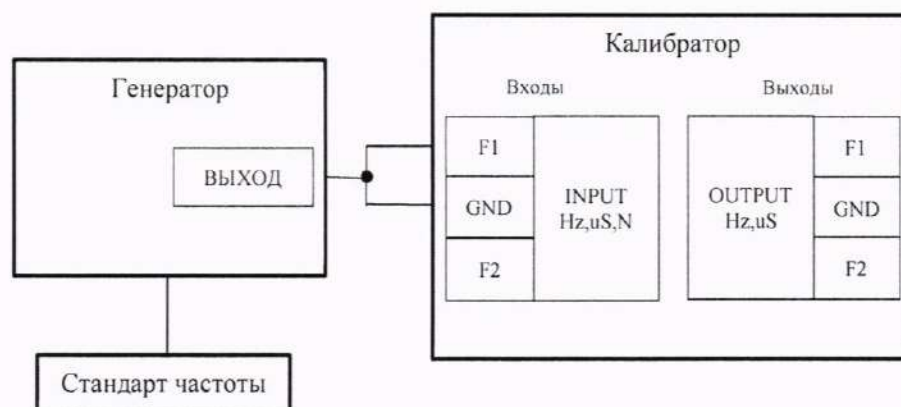 Генератор
ВЫХОД
Стандарт частоты
Калибратор
Входы
Выходы
F1
GND
F2
INPUT
Hz,uS,N
OUTPUT
Hz,uS
F1
GND
F2